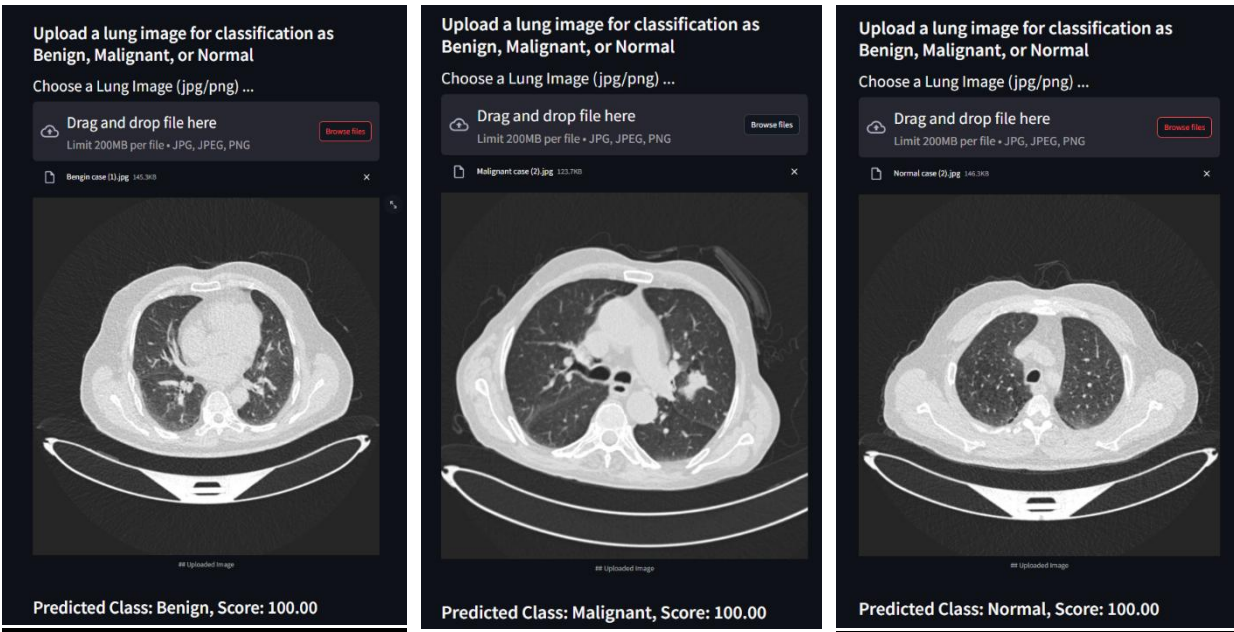 Upload a lung image for classification as
Benign, Malignant, or Normal
Choose a Lung Image (jpg/png) ...
Drag and drop file here
Limit 200MB per file • JPG, JPEG, PNG
Browse files
Bengin case (1).jpg 145.3KB
## Uploaded Image
Predicted Class: Benign, Score: 100.00
Upload a lung image for classification as
Benign, Malignant, or Normal
Choose a Lung Image (jpg/png) ...
Drag and drop file here
Limit 200MB per file • JPG, JPEG, PNG
Browse files
Malignant case (2).jpg 123.7KB
## Uploaded Image
Predicted Class: Malignant, Score: 100.00
Upload a lung image for classification as
Benign, Malignant, or Normal
Choose a Lung Image (jpg/png) ...
Drag and drop file here
Limit 200MB per file • JPG, JPEG, PNG
Browse files
Normal case (2).jpg 146.3KB
## Uploaded Image
Predicted Class: Normal, Score: 100.00